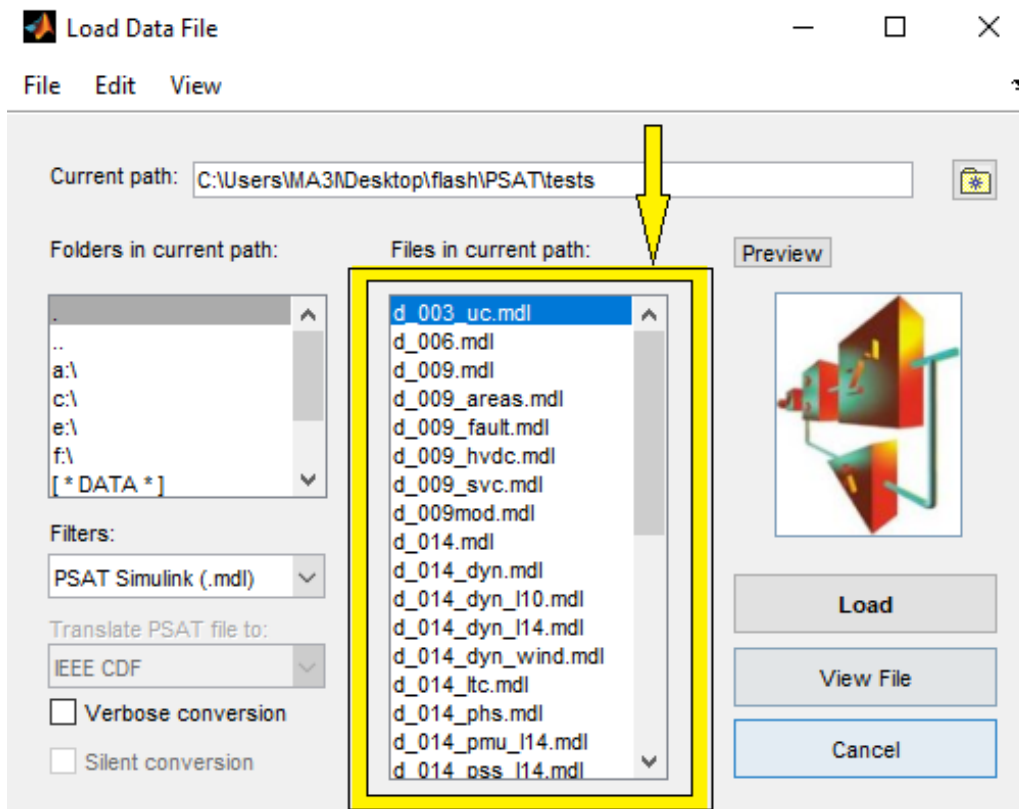 Load Data File
File Edit View
Current path: C:\Users\MA3I\Desktop\flash\PSAT\tests
Folders in current path:
.
..
a:\
c:\
e:\
f:\
[ * DATA * ]
Filters:
PSAT Simulink (.mdl)
Translate PSAT file to:
IEEE CDF
Verbose conversion
Silent conversion
Files in current path:
d_003_uc.mdl
d_006.mdl
d_009.mdl
d_009_areas.mdl
d_009_fault.mdl
d_009_hvdc.mdl
d_009_svc.mdl
d_009mod.mdl
d_014.mdl
d_014_dyn.mdl
d_014_dyn_l10.mdl
d_014_dyn_l14.mdl
d_014_dyn_wind.mdl
d_014_ltc.mdl
d_014_phs.mdl
d_014_pmu_l14.mdl
d_014_pss_l14.mdl
Preview
Load
View File
Cancel